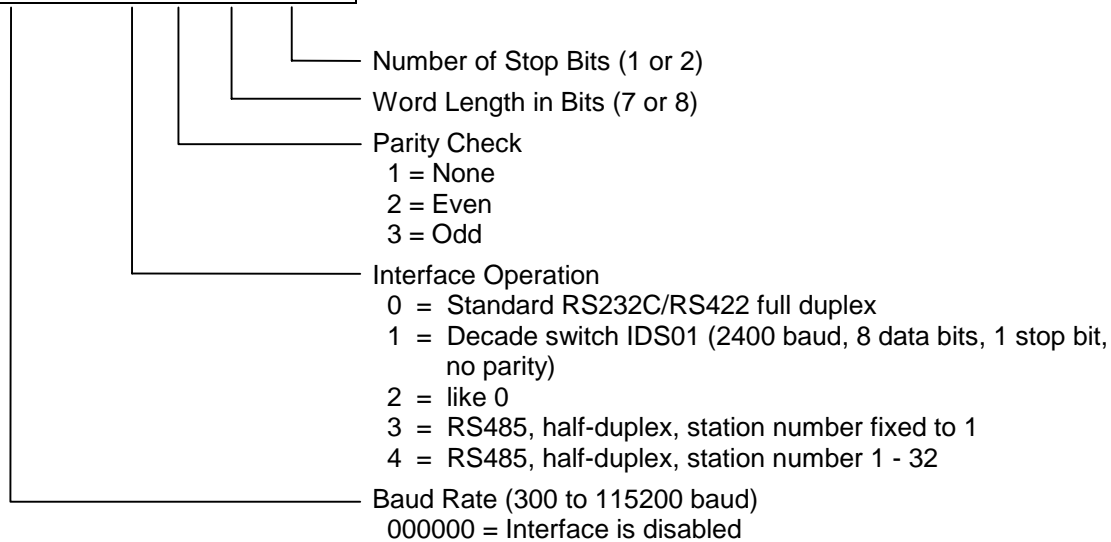 Number of Stop Bits (1 or 2)
Word Length in Bits (7 or 8)
Parity Check
1 = None
2 = Even
3 = Odd
Interface Operation
0 = Standard RS232C/RS422 full duplex
1 = Decade switch IDS01 (2400 baud, 8 data bits, 1 stop bit,
no parity)
2 = like 0
3 = RS485, half-duplex, station number fixed to 1
4 = RS485, half-duplex, station number 1 - 32
Baud Rate (300 to 115200 baud)
000000 = Interface is disabled